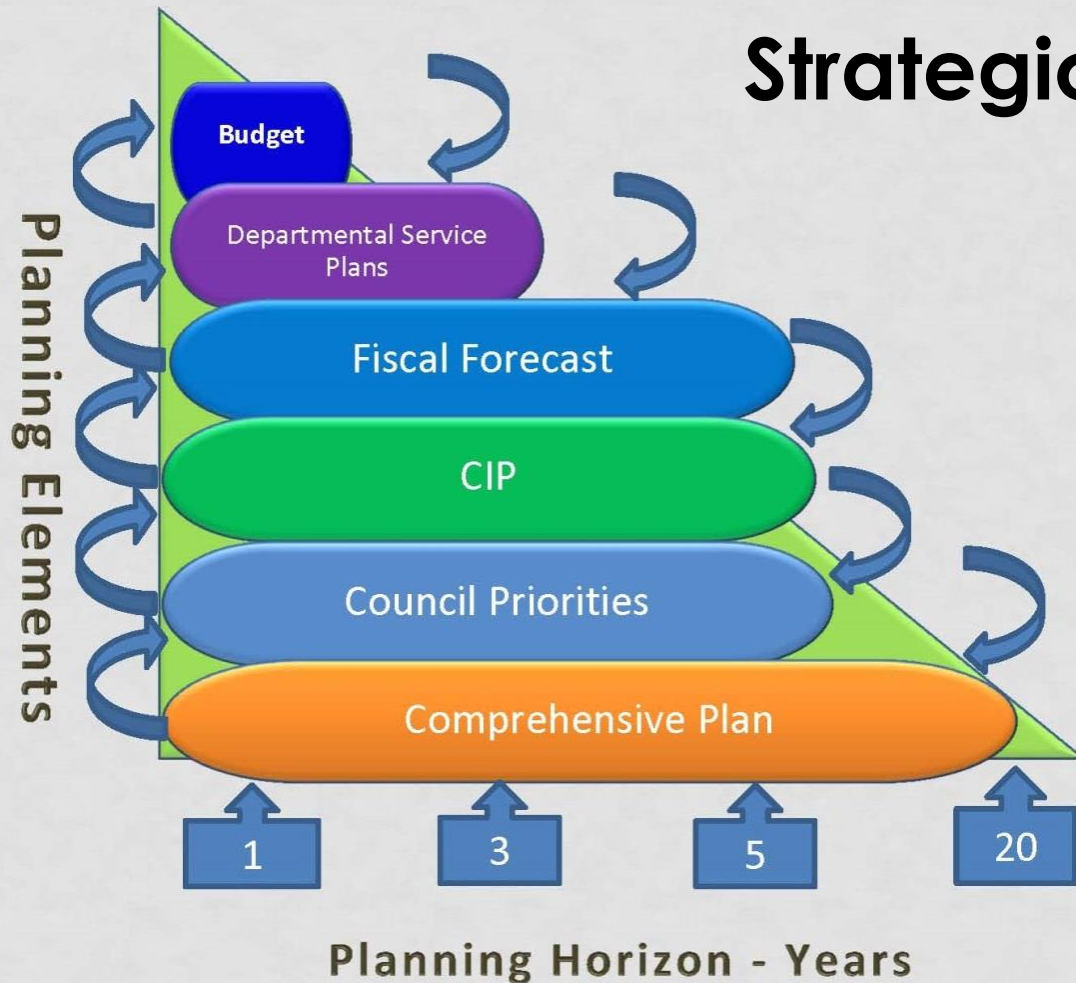 Strategic
Budget
Departmental Service
Plans
Fiscal Forecast
CIP
Council Priorities
Comprehensive Plan
Planning Elements
1
3
5
20
Planning Horizon - Years